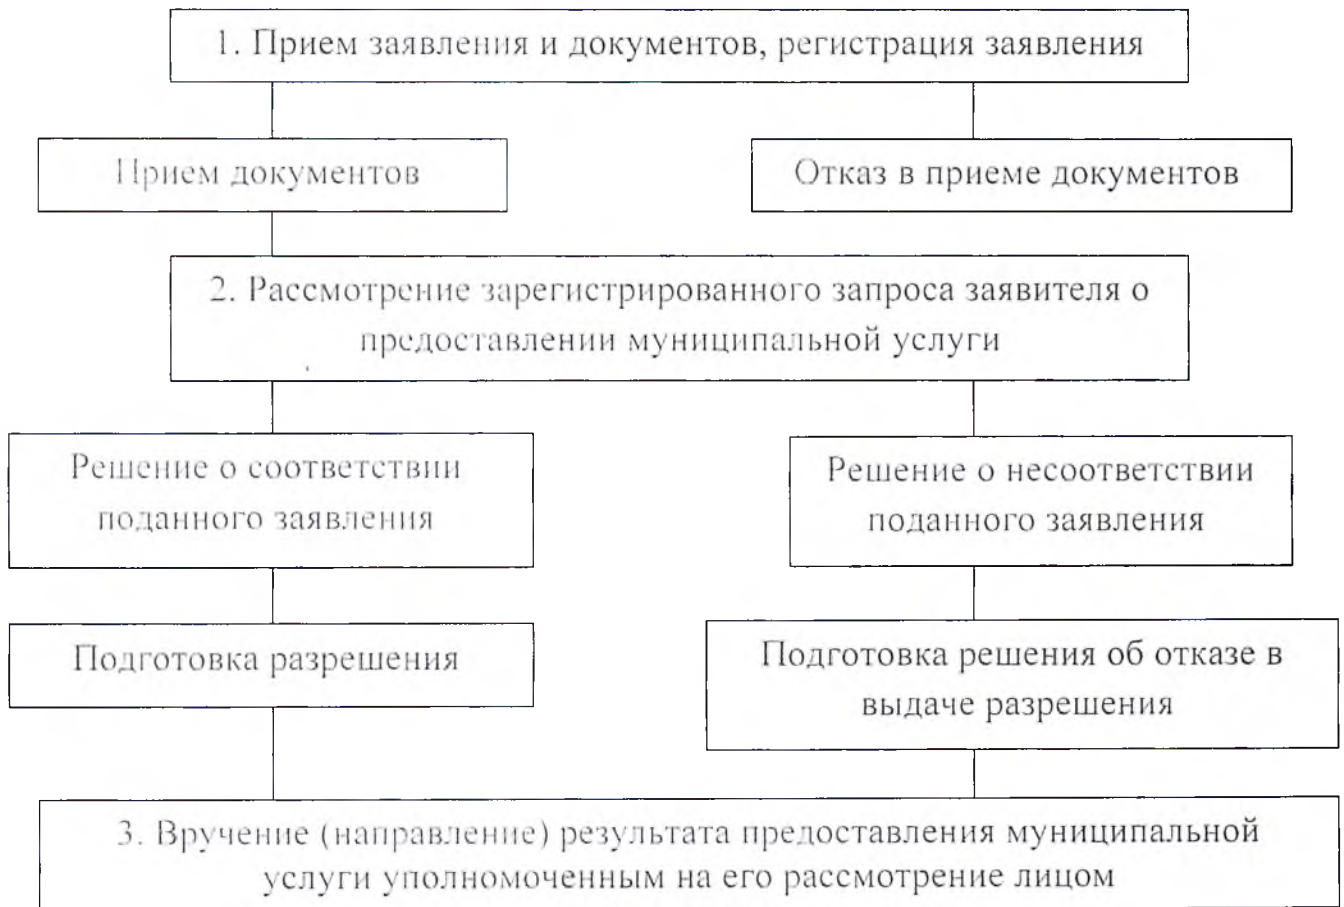 1. Прием заявления и документов, регистрация заявления
Прием документов
Отказ в приеме документов
2. Рассмотрение зарегистрированного запроса заявителя о
предоставлении муниципальной услуги
Решение о соответствии
поданного заявления
Решение о несоответствии
поданного заявления
Подготовка разрешения
Подготовка решения об отказе в
выдаче разрешения
3. Вручение (направление) результата предоставления муниципальной
услуги уполномоченным на его рассмотрение лицом